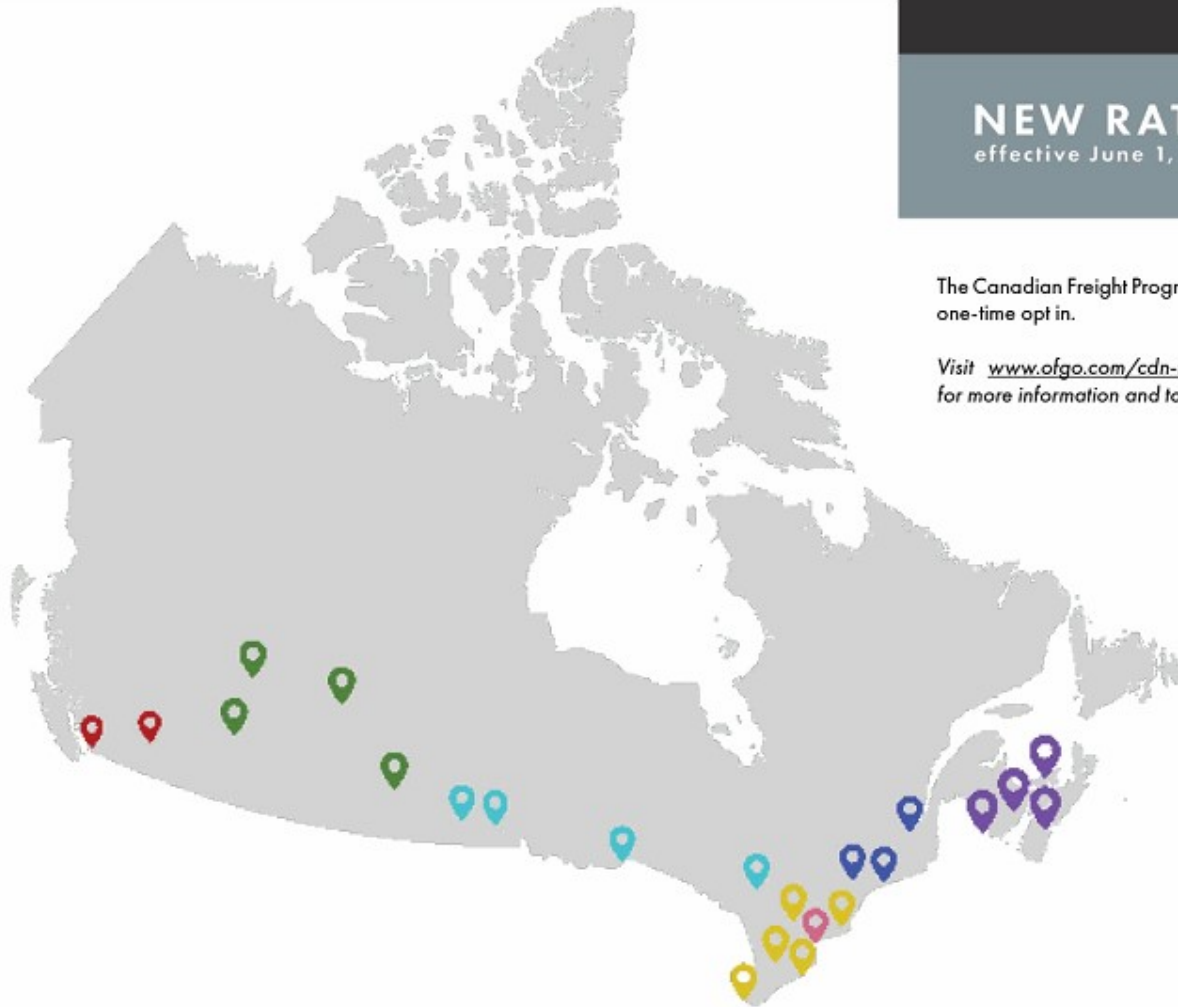 NEW RAT
effective June 1,
The Canadian Freight Progr
one-time opt in.
Visit www.ofgo.com/cdn-
for more information and to